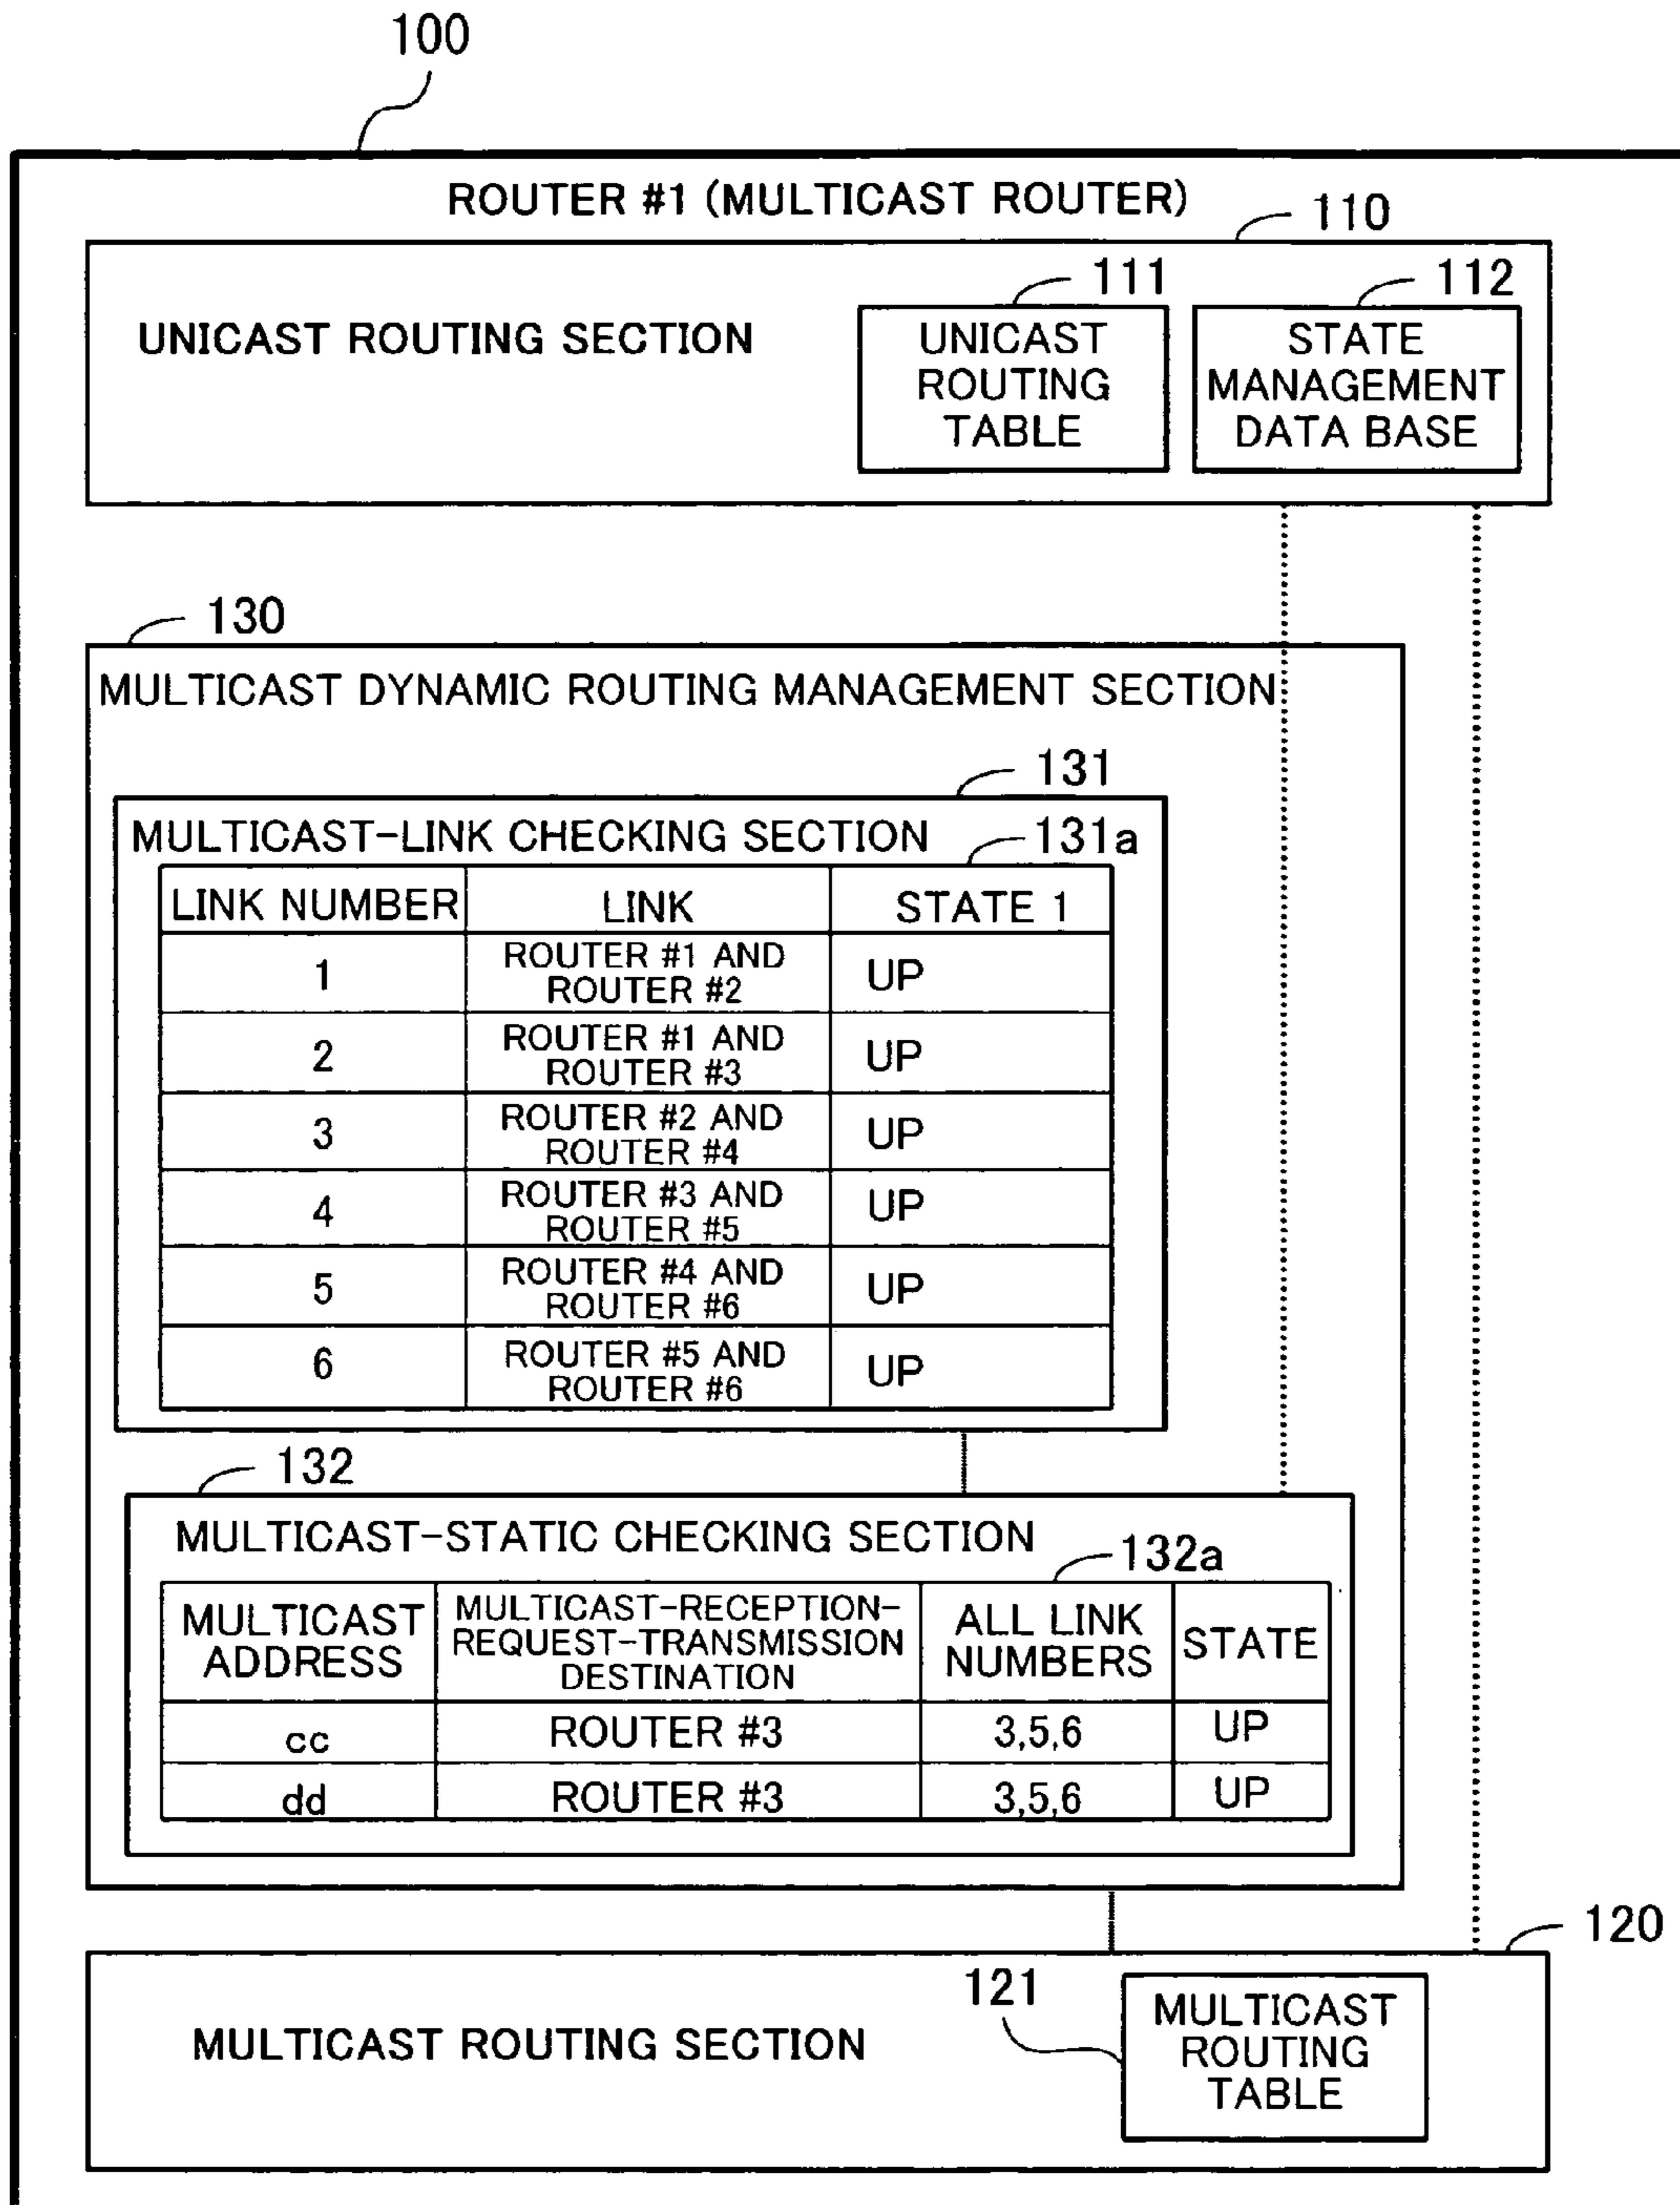 100
ROUTER #1 (MULTICAST ROUTER)
110
111
112
UNICAST ROUTING SECTION
UNICAST
ROUTING
TABLE
STATE
MANAGEMENT
DATA BASE
130
MULTICAST DYNAMIC ROUTING MANAGEMENT SECTION
131
MULTICAST-LINK CHECKING SECTION
131a
LINK NUMBER LINK STATE 1
1 ROUTER #1 AND
ROUTER #2 UP
2 ROUTER #1 AND
ROUTER #3 UP
3 ROUTER #2 AND
ROUTER #4 UP
4 ROUTER #3 AND
ROUTER #5 UP
5 ROUTER #4 AND
ROUTER #6 UP
6 ROUTER #5 AND
ROUTER #6 UP
132
MULTICAST-STATIC CHECKING SECTION
132a
MULTICAST
ADDRESS
MULTICAST-RECEPTION-
REQUEST-TRANSMISSION
DESTINATION
ALL LINK
NUMBERS
STATE
cc ROUTER #3 3,5,6 UP
dd ROUTER #3 3,5,6 UP
120
121
MULTICAST ROUTING SECTION
MULTICAST
ROUTING
TABLE